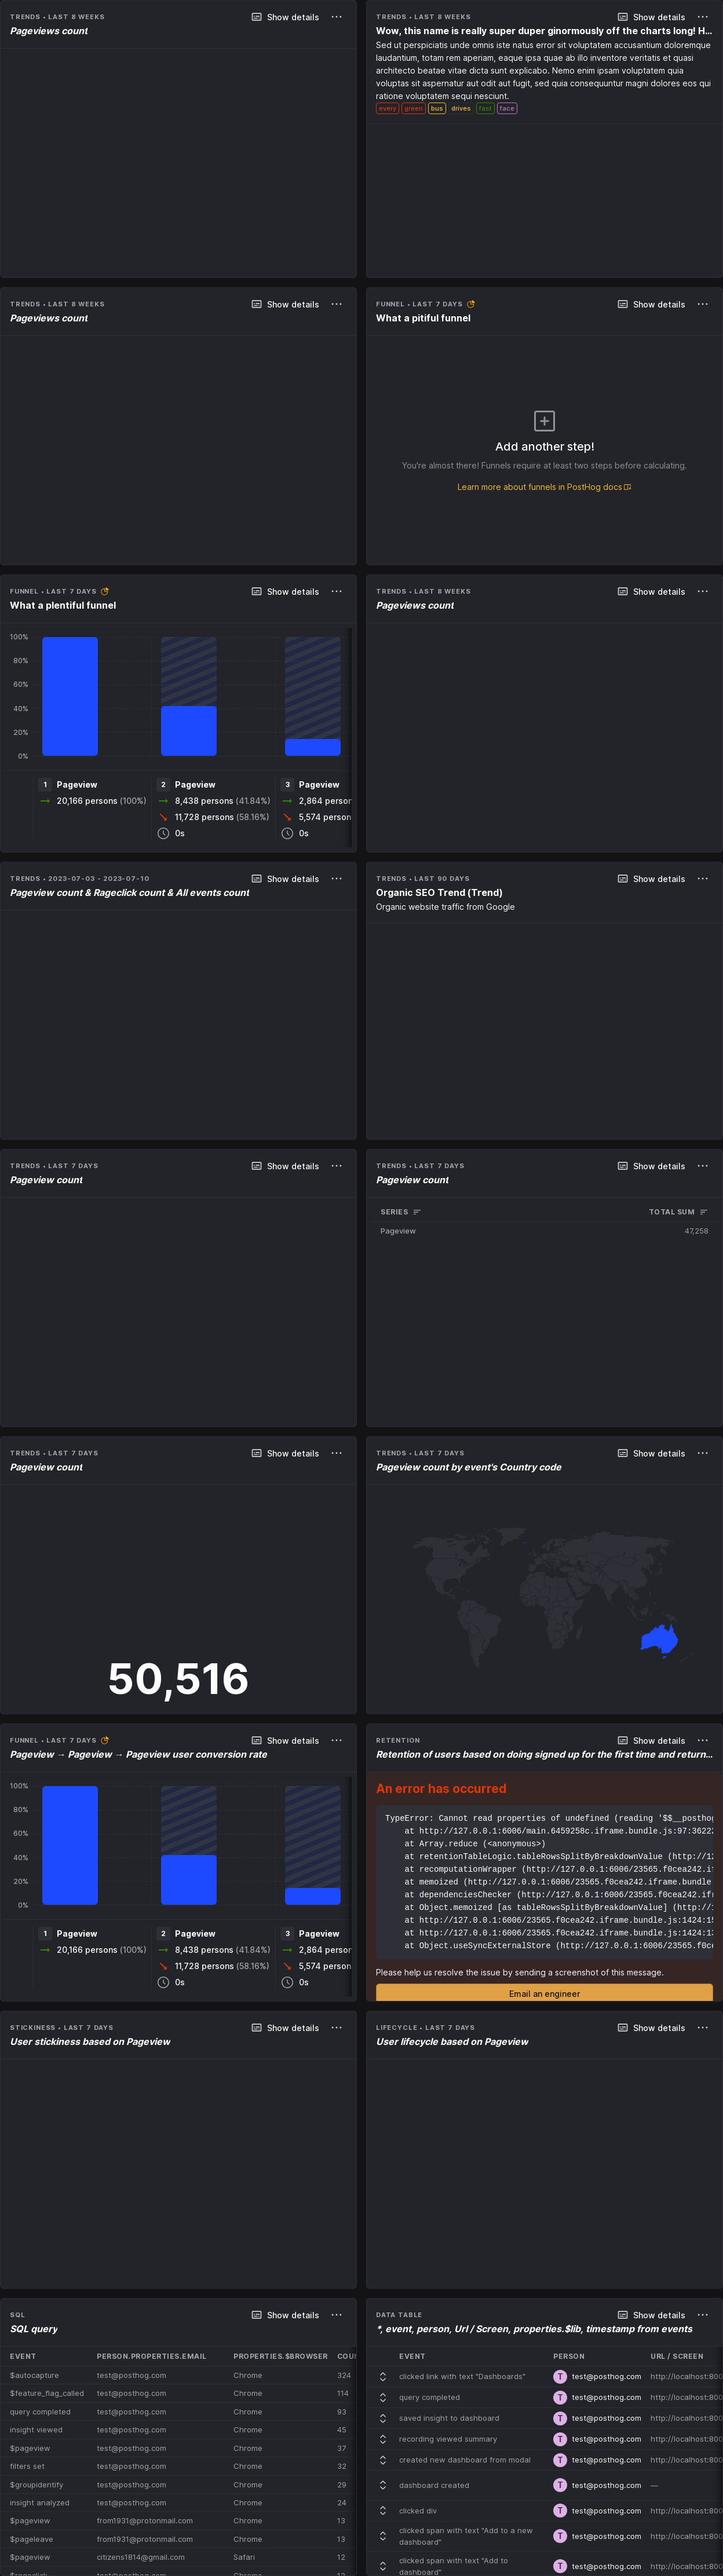 TRENDS • LAST 8 WEEKS
Show details
Pageviews count
TRENDS • LAST 8 WEEKS
Show details
Wow, this name is really super duper ginormously off the charts long! H...
Sed ut perspiciatis unde omnis iste natus error sit voluptatem accusantium doloremque
laudantium, totam rem aperiam, eaque ipsa quae ab illo inventore veritatis et quasi
architecto beatae vitae dicta sunt explicabo. Nemo enim ipsam voluptatem quia
voluptas sit aspernatur aut odit aut fugit, sed quia consequuntur magni dolores eos qui
ratione voluptatem sequi nesciunt.
every green bus drives fast face
TRENDS • LAST 8 WEEKS
Show details
Pageviews count
FUNNEL • LAST 7 DAYS
Show details
What a pitiful funnel
Add another step!
You're almost there! Funnels require at least two steps before calculating.
Learn more about funnels in PostHog docs
FUNNEL • LAST 7 DAYS
Show details
What a plentiful funnel
100%
80%
60%
40%
20%
0%
1 Pageview
20,166 persons (100%)
2 Pageview
8,438 persons (41.84%)
11,728 persons (58.16%)
0s
3 Pageview
2,864 person
5,574 person
0s
TRENDS • LAST 8 WEEKS
Show details
Pageviews count
TRENDS • 2023-07-03 - 2023-07-10
Show details
Pageview count & Rageclick count & All events count
TRENDS • LAST 90 DAYS
Show details
Organic SEO Trend (Trend)
Organic website traffic from Google
TRENDS • LAST 7 DAYS
Show details
Pageview count
TRENDS • LAST 7 DAYS
Show details
Pageview count
SERIES TOTAL SUM
Pageview 47,258
TRENDS • LAST 7 DAYS
Show details
Pageview count
50,516
TRENDS • LAST 7 DAYS
Show details
Pageview count by event's Country code
FUNNEL • LAST 7 DAYS
Show details
Pageview → Pageview → Pageview user conversion rate
100%
80%
60%
40%
20%
0%
1 Pageview
20,166 persons (100%)
2 Pageview
8,438 persons (41.84%)
11,728 persons (58.16%)
0s
3 Pageview
2,864 person
5,574 person
0s
RETENTION
Show details
Retention of users based on doing signed up for the first time and return...
An error has occurred
TypeError: Cannot read properties of undefined (reading '$$__posthog
at http://127.0.0.1:6006/main.6459258c.iframe.bundle.js:97:3622
at Array.reduce (<anonymous>)
at retentionTableLogic.tableRowsSplitByBreakdownValue (http://12
at recomputationWrapper (http://127.0.0.1:6006/23565.f0cea242.if
at memoized (http://127.0.0.1:6006/23565.f0cea242.iframe.bundle
at dependenciesChecker (http://127.0.0.1:6006/23565.f0cea242.ifr
at Object.memoized [as tableRowsSplitByBreakdownValue] (http://1
at http://127.0.0.1:6006/23565.f0cea242.iframe.bundle.js:1424:15
at http://127.0.0.1:6006/23565.f0cea242.iframe.bundle.js:1424:13
at Object.useSyncExternalStore (http://127.0.0.1:6006/23565.f0ce
Please help us resolve the issue by sending a screenshot of this message.
Email an engineer
STICKINESS • LAST 7 DAYS
Show details
User stickiness based on Pageview
LIFECYCLE • LAST 7 DAYS
Show details
User lifecycle based on Pageview
SQL
Show details
SQL query
EVENT PERSON.PROPERTIES.EMAIL PROPERTIES.$BROWSER COU
$autocapture test@posthog.com Chrome 324
$feature_flag_called test@posthog.com Chrome 114
query completed test@posthog.com Chrome 93
insight viewed test@posthog.com Chrome 45
$pageview test@posthog.com Chrome 37
filters set test@posthog.com Chrome 32
$groupidentify test@posthog.com Chrome 29
insight analyzed test@posthog.com Chrome 24
$pageview from1931@protonmail.com Chrome 13
$pageleave from1931@protonmail.com Chrome 13
$pageview citizens1814@gmail.com Safari 12
DATA TABLE
Show details
*, event, person, Url / Screen, properties.$lib, timestamp from events
EVENT PERSON URL / SCREEN
clicked link with text "Dashboards" T test@posthog.com http://localhost:800
query completed T test@posthog.com http://localhost:800
saved insight to dashboard T test@posthog.com http://localhost:800
recording viewed summary T test@posthog.com http://localhost:800
created new dashboard from modal T test@posthog.com http://localhost:800
dashboard created T test@posthog.com —
clicked div T test@posthog.com http://localhost:800
clicked span with text "Add to a new
dashboard" T test@posthog.com http://localhost:800
clicked span with text "Add to
dashboard" T test@posthog.com http://localhost:800